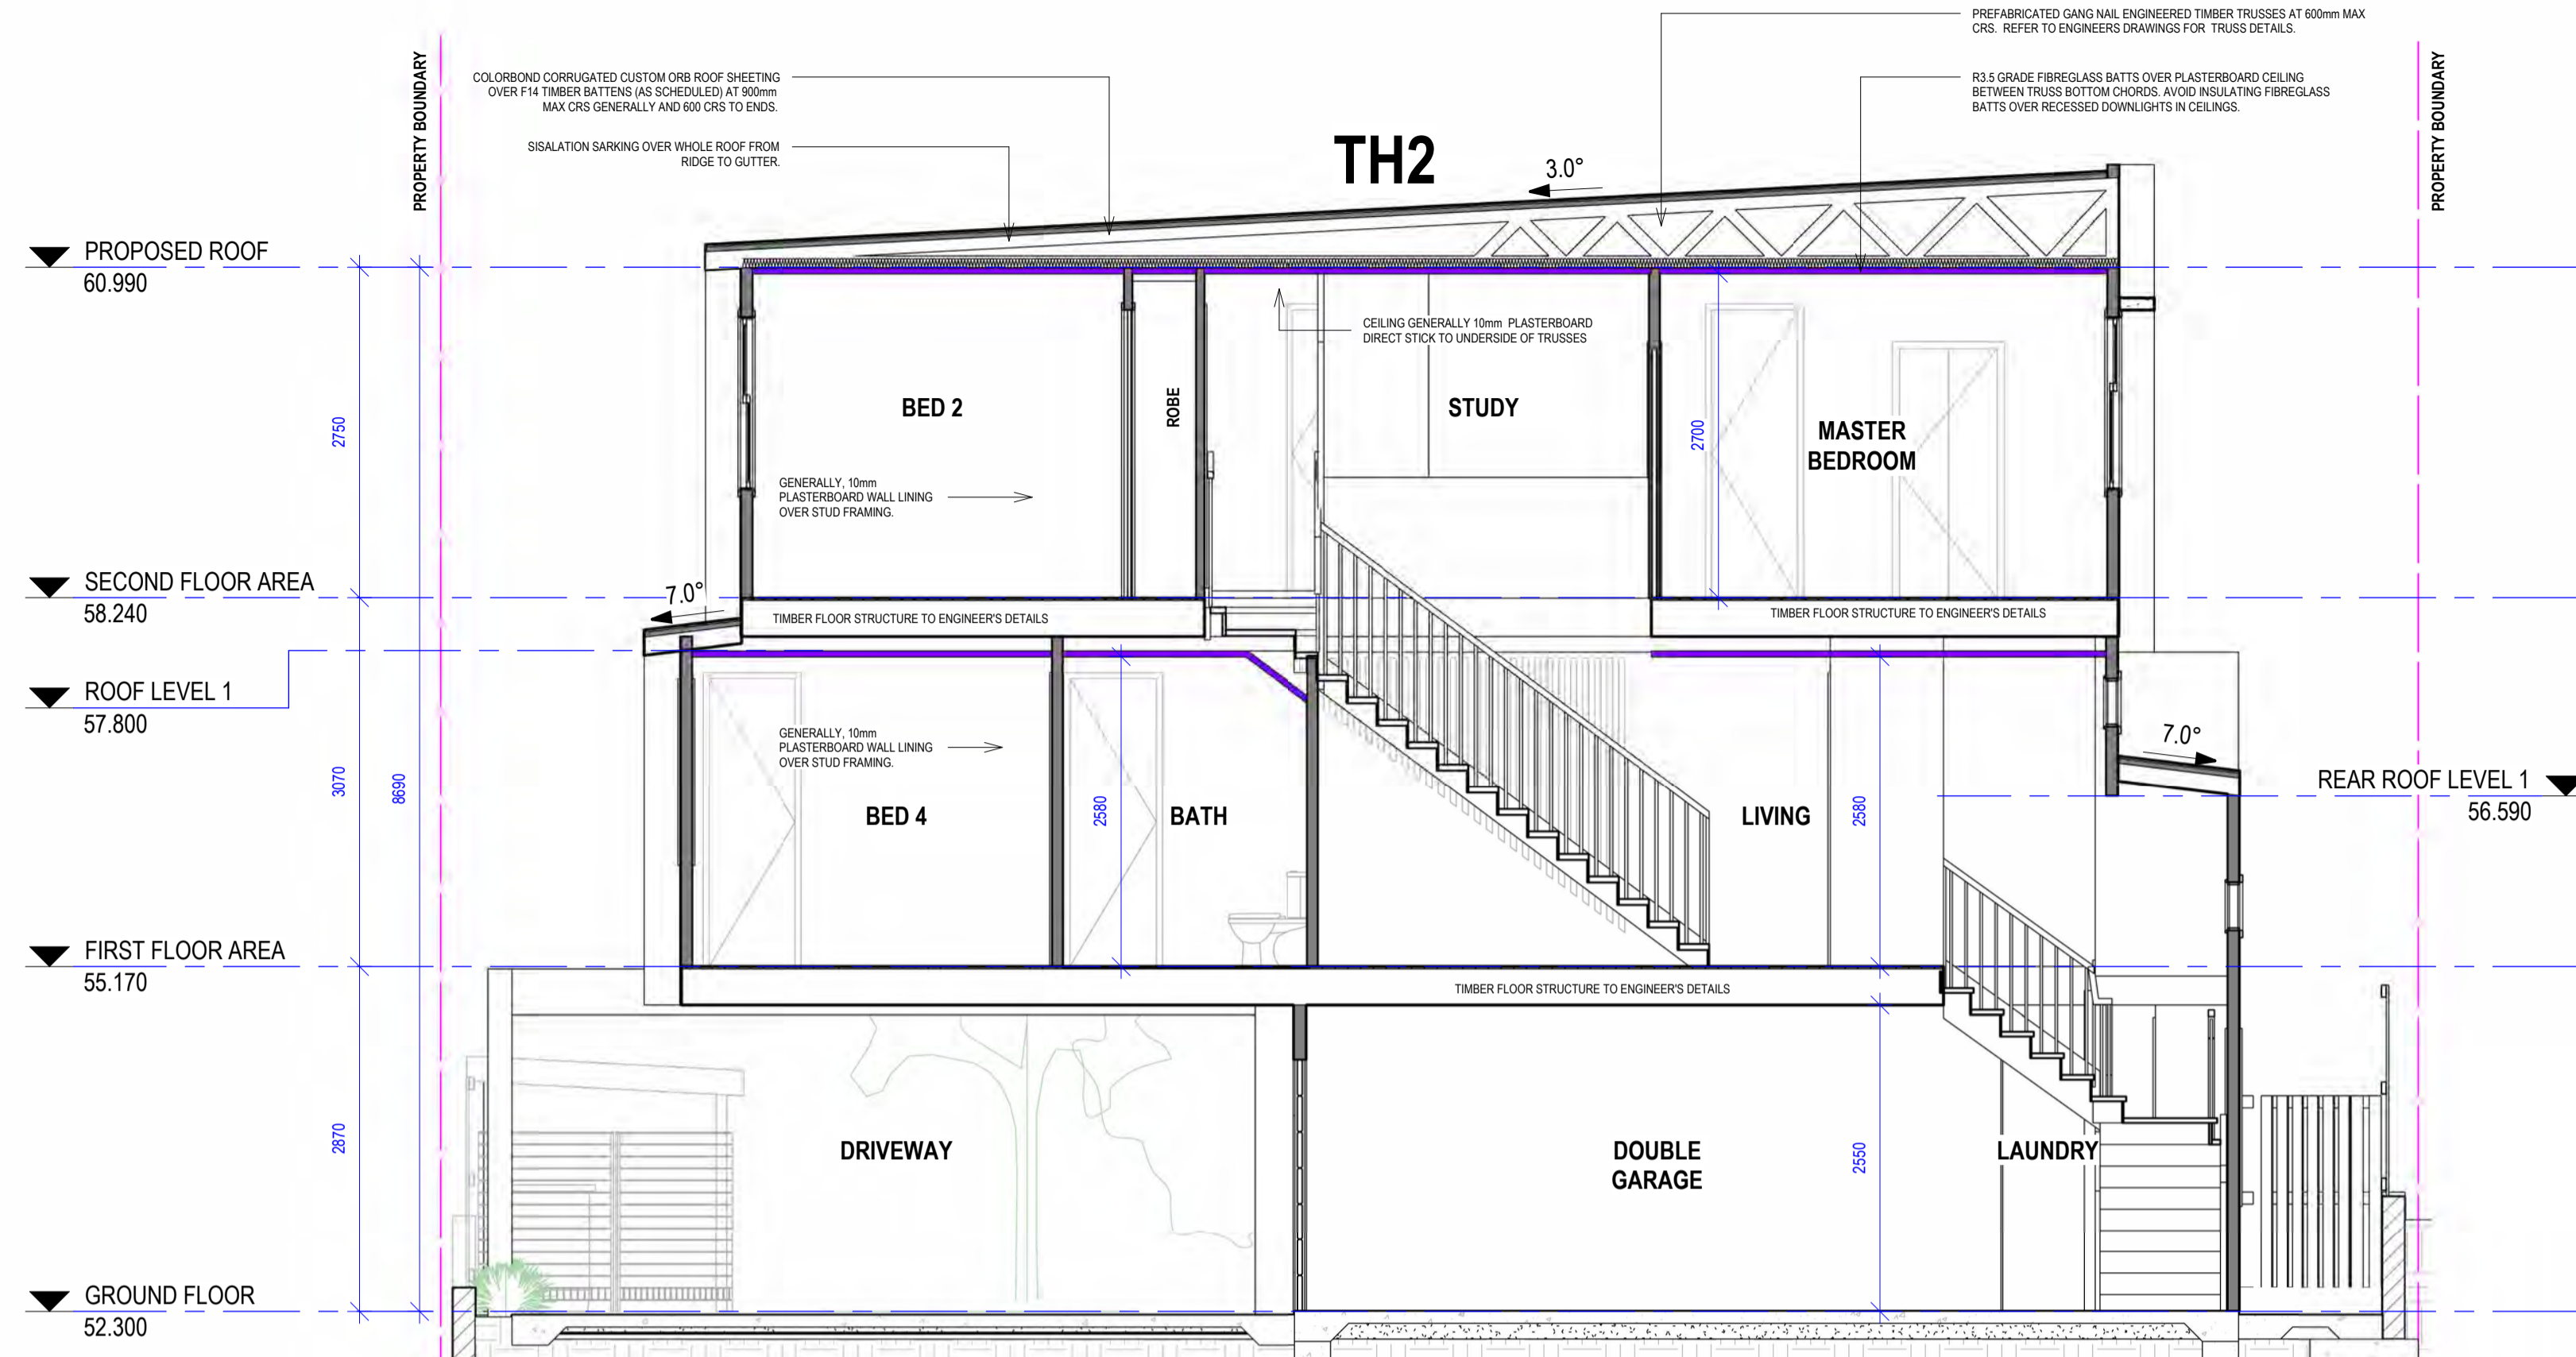 PREFABRICATED GANG NAIL ENGINEERED TIMBER TRUSSES AT 600mm MAX
CRS. REFER TO ENGINEERS DRAWINGS FOR TRUSS DETAILS.
COLORBOND CORRUGATED CUSTOM ORB ROOF SHEETING
OVER F14 TIMBER BATTENS (AS SCHEDULED) AT 900mm
MAX CRS GENERALLY AND 600 CRS TO ENDS.
R3.5 GRADE FIBREGLASS BATTS OVER PLASTERBOARD CEILING
BETWEEN TRUSS BOTTOM CHORDS. AVOID INSULATING FIBREGLASS
BATTS OVER RECESSED DOWNLIGHTS IN CEILINGS.
PROPERTY BOUNDARY
PROPERTY BOUNDARY
SISALATION SARKING OVER WHOLE ROOF FROM
RIDGE TO GUTTER.
TH2
3.0°
PROPOSED ROOF
60.990
CEILING GENERALLY 10mm PLASTERBOARD
DIRECT STICK TO UNDERSIDE OF TRUSSES
2750
BED 2
ROBE
STUDY
2700
MASTER
BEDROOM
GENERALLY, 10mm
PLASTERBOARD WALL LINING
OVER STUD FRAMING.
SECOND FLOOR AREA
58.240
7.0°
TIMBER FLOOR STRUCTURE TO ENGINEER'S DETAILS
TIMBER FLOOR STRUCTURE TO ENGINEER'S DETAILS
ROOF LEVEL 1
57.800
GENERALLY, 10mm
PLASTERBOARD WALL LINING
OVER STUD FRAMING.
7.0°
3070
8690
BED 4
2580
BATH
LIVING
2580
REAR ROOF LEVEL 1
56.590
FIRST FLOOR AREA
55.170
TIMBER FLOOR STRUCTURE TO ENGINEER'S DETAILS
2870
DRIVEWAY
DOUBLE
GARAGE
2550
LAUNDRY
GROUND FLOOR
52.300